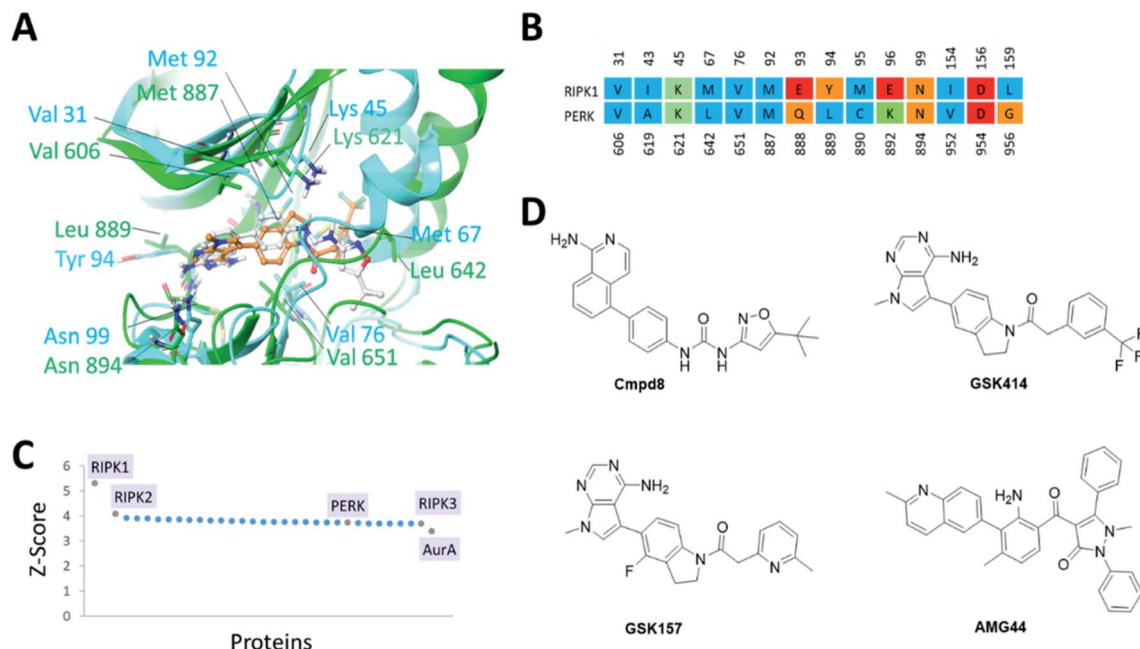 A
Met 92
Met 887
Val 31
Val 606
Lys 45
Lys 621
Leu 889
Tyr 94
Met 67
Leu 642
Asn 99
Asn 894
Val 76
Val 651
B
31 43 45 67 76 92 93 94 95 96 99 154 156 159
RIPK1 V I K M V M E Y M E N I D L
PERK V A K L V M Q L C K N V D G
606 619 621 642 651 887 888 889 890 892 894 952 954 956
C
Z-Score
6
5
4
3
2
1
0
RIPK1
RIPK2
PERK
RIPK3
AurA
Proteins
D
H₂N
N
O
N
O
N
H
N
H
Cmpd8
N
N
NH₂
N
O
N
F
F
F
GSK414
N
N
NH₂
N
O
N
F
N
GSK157
N
H₂N
O
N
N
O
AMG44